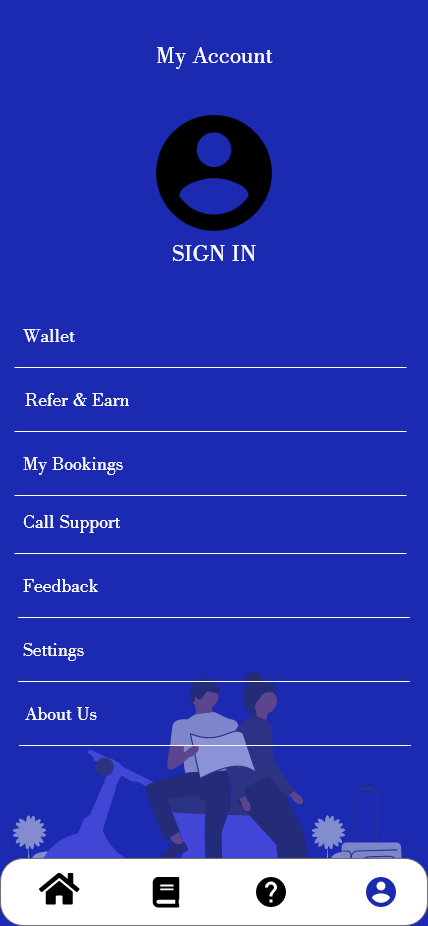 My Account
SIGN IN
Wallet
Refer & Earn
My Bookings
Call Support
Feedback
Settings
About Us